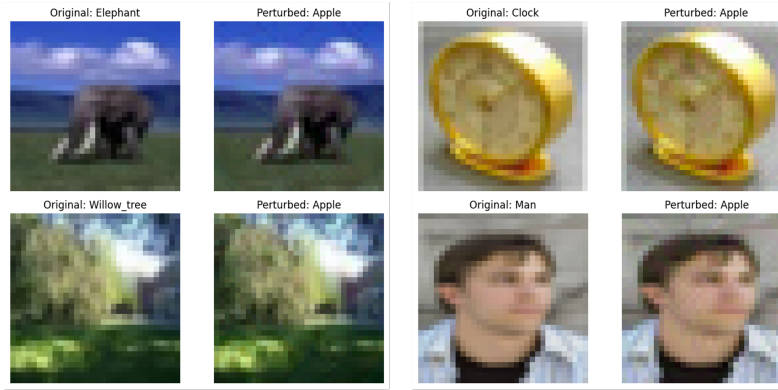 Original: Elephant
Perturbed: Apple
Original: Clock
Perturbed: Apple
Original: Willow_tree
Perturbed: Apple
Original: Man
Perturbed: Apple